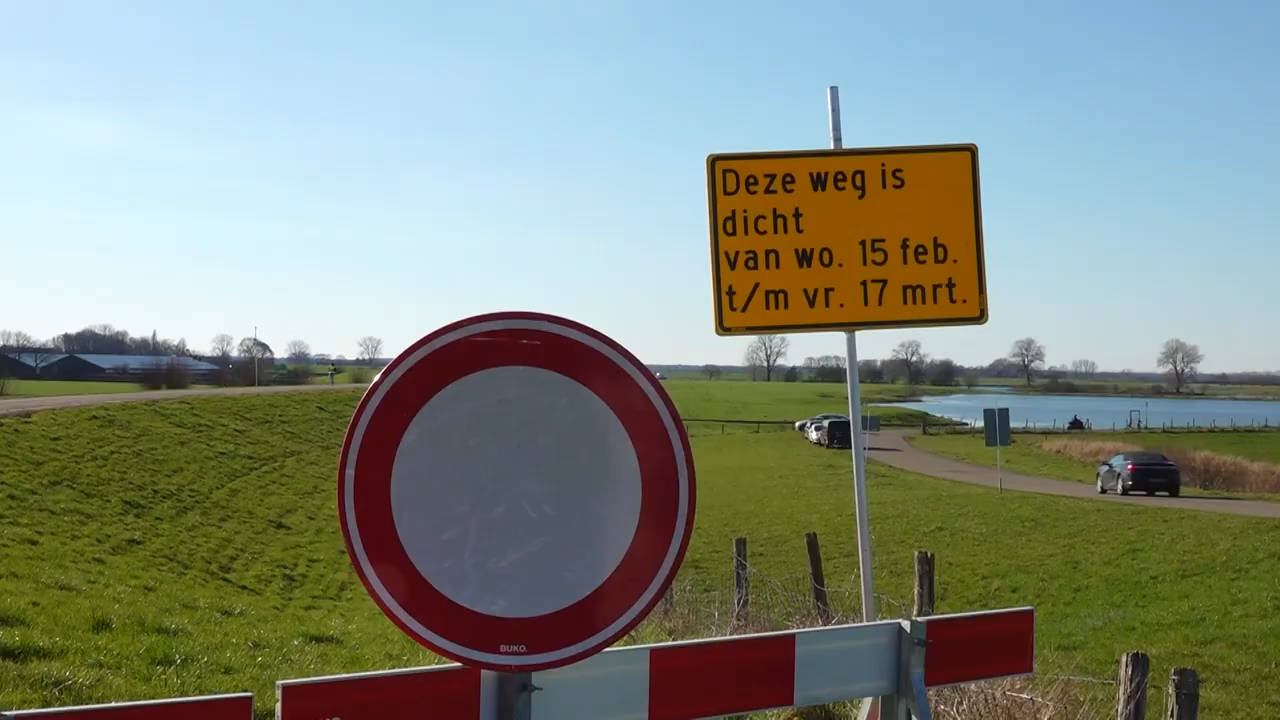 Deze weg is
dicht
van wo. 15 feb.
t/m vr. 17 mrt.
BUKO.